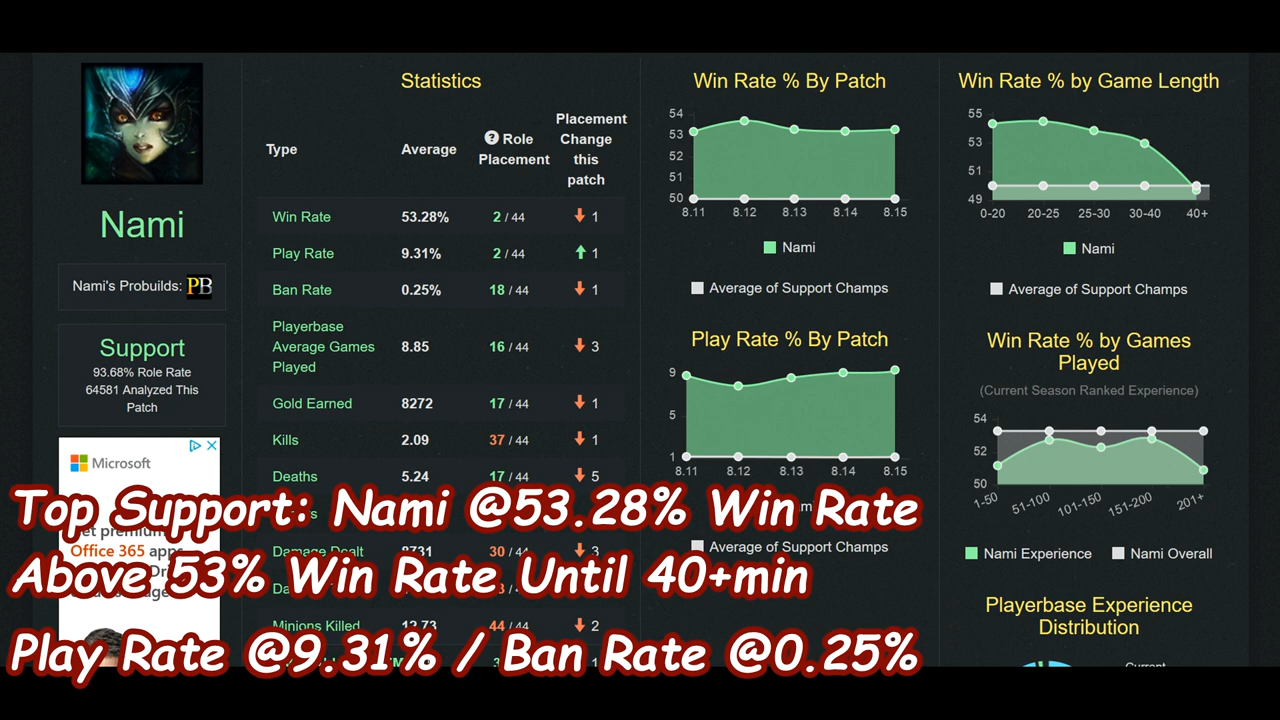 Nami
Nami's Probuilds: PB
Support
93.68% Role Rate
64581 Analyzed This
Patch
Microsoft
Office 365 apps
Statistics
Type
Average
? Role
Placement
Placement
Change
this
patch
Win Rate 53.28% 2 / 44 1
Play Rate 9.31% 2 / 44 1
Ban Rate 0.25% 18 / 44 1
Playerbase
Average Games
Played
8.85 16 / 44 3
Gold Earned 8272 17 / 44 1
Kills 2.09 37 / 44 1
Deaths 5.24 17 / 44 5
Damage Dealt 8731 30 / 44 3
Minions Killed 12.73 44 / 44 2
Win Rate % By Patch
54
53
52
51
50
8.11 8.12 8.13 8.14 8.15
Nami
Average of Support Champs
Play Rate % By Patch
9
5
1
8.11 8.12 8.13 8.14 8.15
Average of Support Champs
Win Rate % by Game Length
55
53
51
49
0-20 20-25 25-30 30-40 40+
Nami
Average of Support Champs
Win Rate % by Games
Played
(Current Season Ranked Experience)
54
52
50
1-50 51-100 101-150 151-200 201+
Nami Experience Nami Overall
Playerbase Experience
Distribution
Top Support: Nami @53.28% Win Rate
Above 53% Win Rate Until 40+min
Play Rate @9.31% / Ban Rate @0.25%